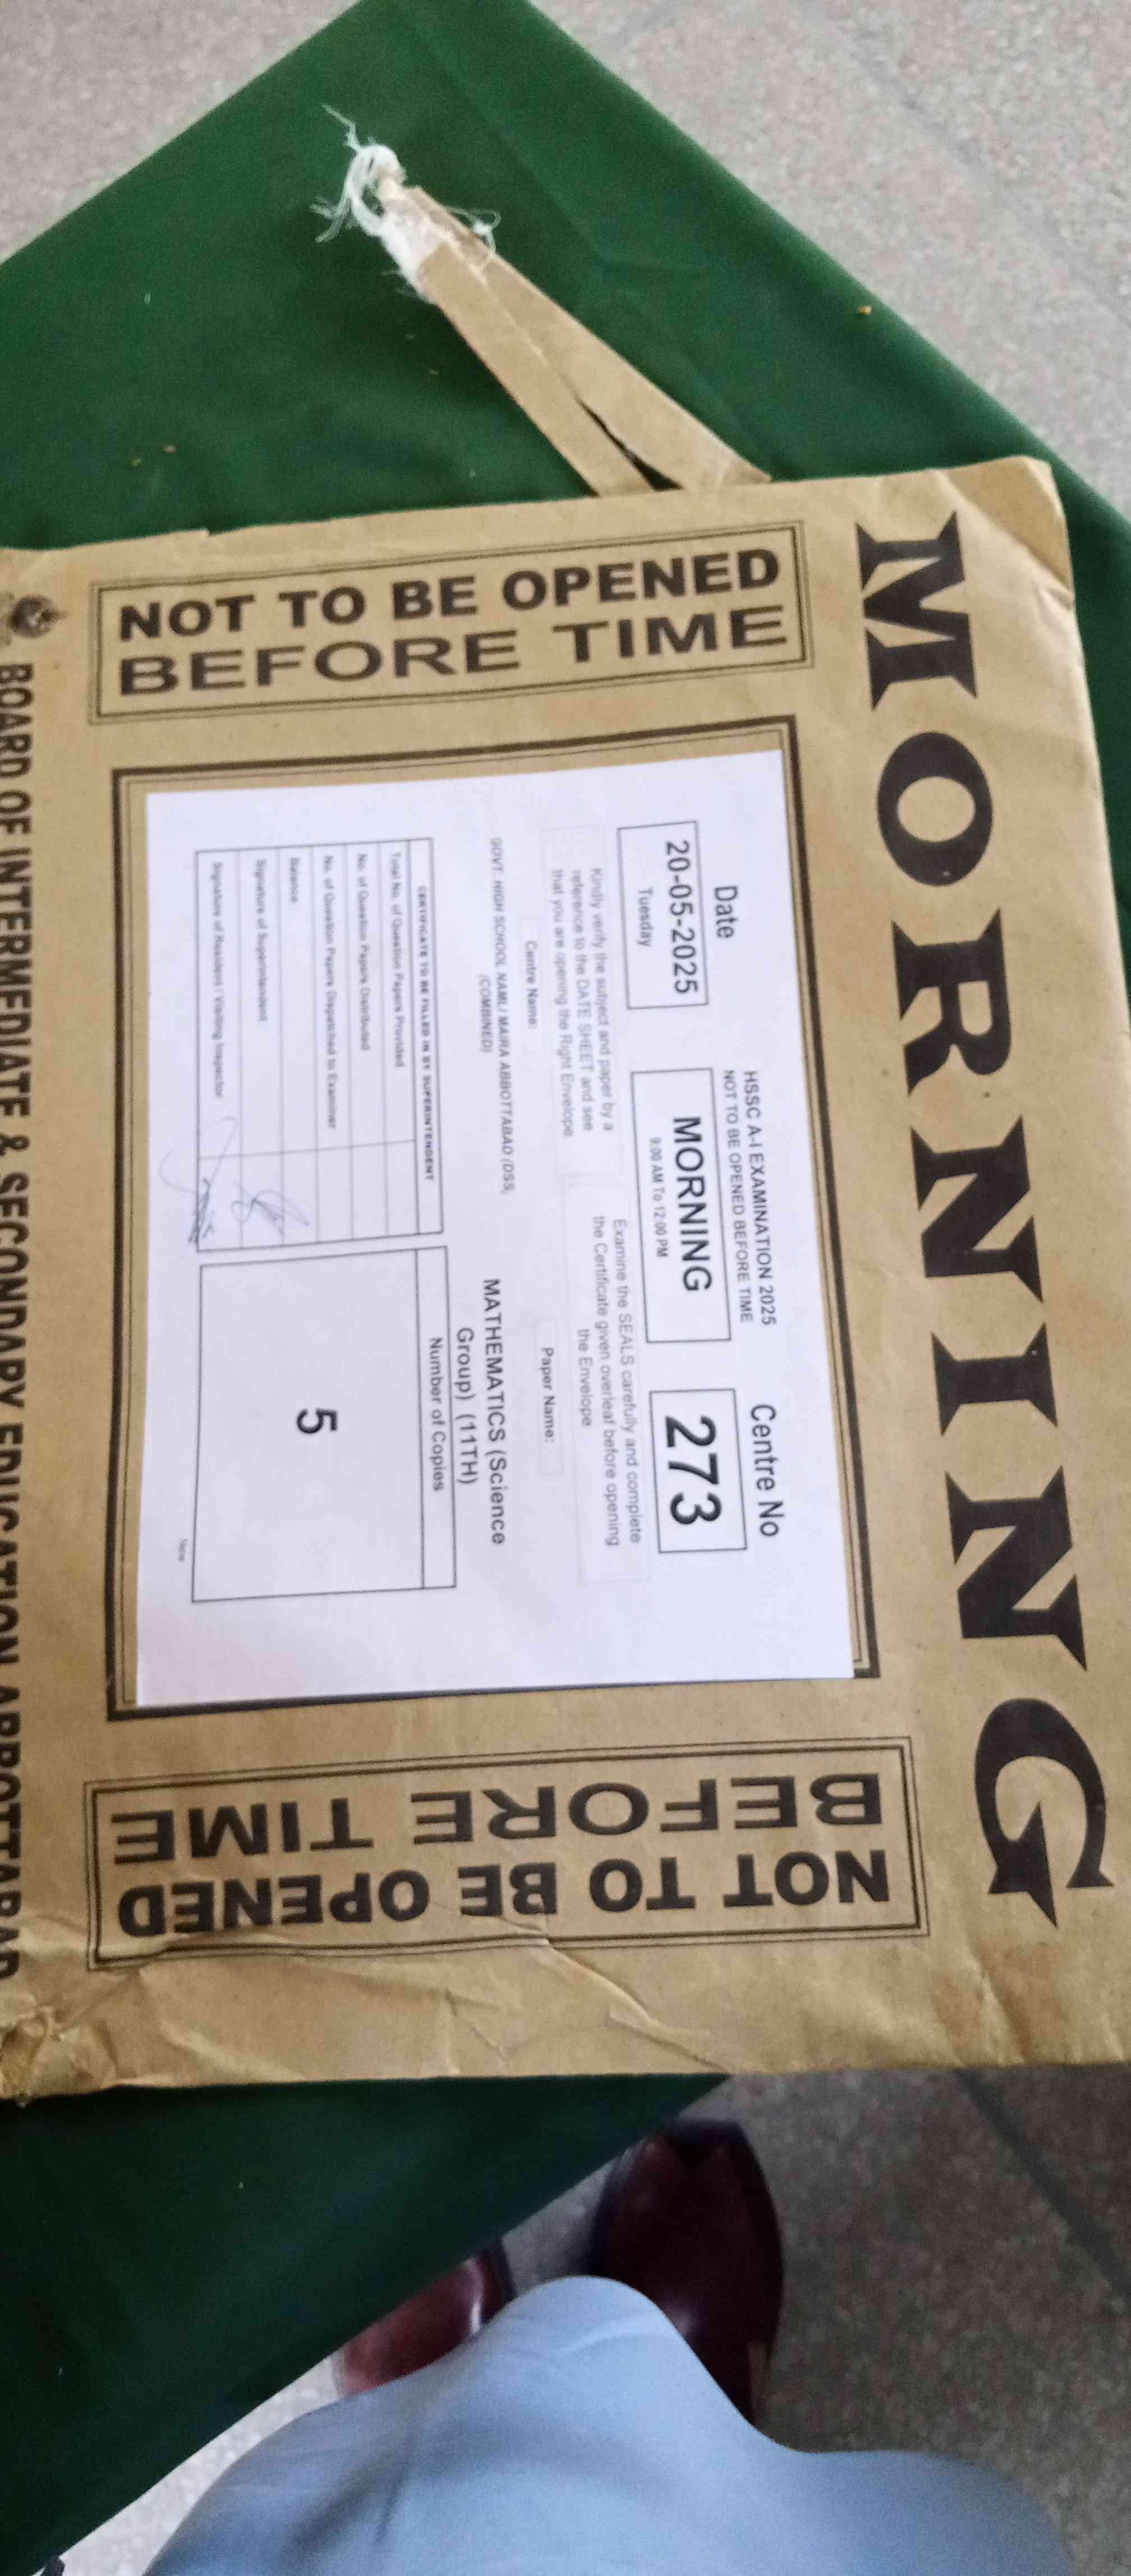 MORNING
NOT TO BE OPENED
BEFORE TIME
HSSC A-I EXAMINATION 2025
NOT TO BE OPENED BEFORE TIME
Date
20-05-2025
Tuesday
MORNING
9:00 AM To 12:00 PM
Centre No
273
Kindly verify the subject and paper by a
reference to the DATE SHEET and see
that you are opening the Right Envelope.
Examine the SEALS carefully and complete
the Certificate given overleaf before opening
the Envelope
Centre Name:
GOVT. HIGH SCHOOL NAMLI MAIRA ABBOTTABAD (DSS,
(COMBINED)
Paper Name:
MATHEMATICS (Science
Group) (11TH)
CERTIFICATE TO BE FILLED IN BY SUPERINTENDENT
Total No. of Question Papers Provided
No. of Question Papers Distributed
No. of Question Papers Dispatched to Examiner
Balance
Signature of Superintendent
Signature of Resident / Visiting Inspector
Number of Copies
5
New
NOT TO BE OPENED
BEFORE TIME
BOARD OF INTERMEDIATE & SECONDARY EDUCATION ABBOTTABAD